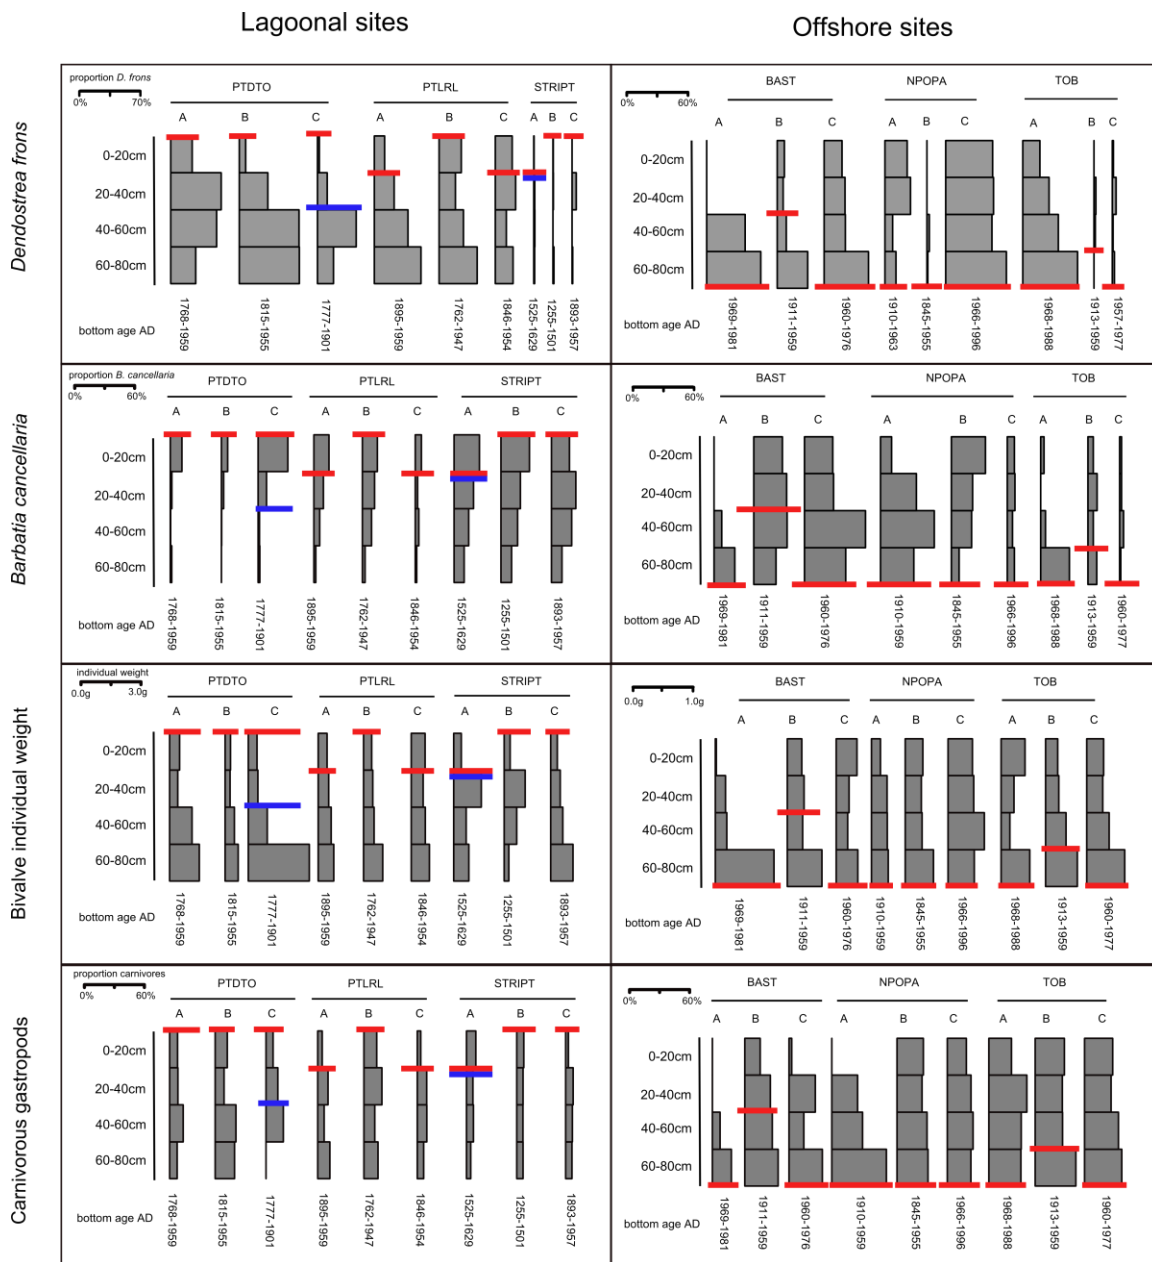 Lagoonal sites
Offshore sites
Dendostrea frons
proportion D. frons
0% 70%
PTDTO PTLRL STRIPT
A B C A B C A B C
0-20cm
20-40cm
40-60cm
60-80cm
bottom age AD
1768-1959 1815-1955 1777-1901 1895-1959 1762-1947 1846-1954 1525-1629 1255-1501 1893-1957
0% 60%
BAST NPOPA TOB
A B C A B C A B C
0-20cm
20-40cm
40-60cm
60-80cm
bottom age AD
1969-1981 1911-1959 1960-1976 1910-1963 1845-1955 1966-1996 1968-1988 1913-1959 1957-1977
Barbatia cancellaria
proportion B. cancellaria
0% 60%
PTDTO PTLRL STRIPT
A B C A B C A B C
0-20cm
20-40cm
40-60cm
60-80cm
bottom age AD
1768-1959 1815-1955 1777-1901 1895-1959 1762-1947 1846-1954 1525-1629 1255-1501 1893-1957
0% 60%
BAST NPOPA TOB
A B C A B C A B C
0-20cm
20-40cm
40-60cm
60-80cm
bottom age AD
1969-1981 1911-1959 1960-1976 1910-1959 1845-1955 1966-1996 1968-1988 1913-1959 1960-1977
Bivalve individual weight
individual weight
0.0g 3.0g
PTDTO PTLRL STRIPT
A B C A B C A B C
0-20cm
20-40cm
40-60cm
60-80cm
bottom age AD
1768-1959 1815-1955 1777-1901 1895-1959 1762-1947 1846-1954 1525-1629 1255-1501 1893-1957
0.0g 1.0g
BAST NPOPA TOB
A B C A B C A B C
0-20cm
20-40cm
40-60cm
60-80cm
bottom age AD
1969-1981 1911-1959 1960-1976 1910-1959 1845-1955 1966-1996 1968-1988 1913-1959 1960-1977
Carnivorous gastropods
proportion carnivores
0% 60%
PTDTO PTLRL STRIPT
A B C A B C A B C
0-20cm
20-40cm
40-60cm
60-80cm
bottom age AD
1768-1959 1815-1955 1777-1901 1895-1959 1762-1947 1846-1954 1525-1629 1255-1501 1893-1957
0% 60%
BAST NPOPA TOB
A B C A B C A B C
0-20cm
20-40cm
40-60cm
60-80cm
bottom age AD
1969-1981 1911-1959 1960-1976 1910-1959 1845-1955 1966-1996 1968-1988 1913-1959 1960-1977